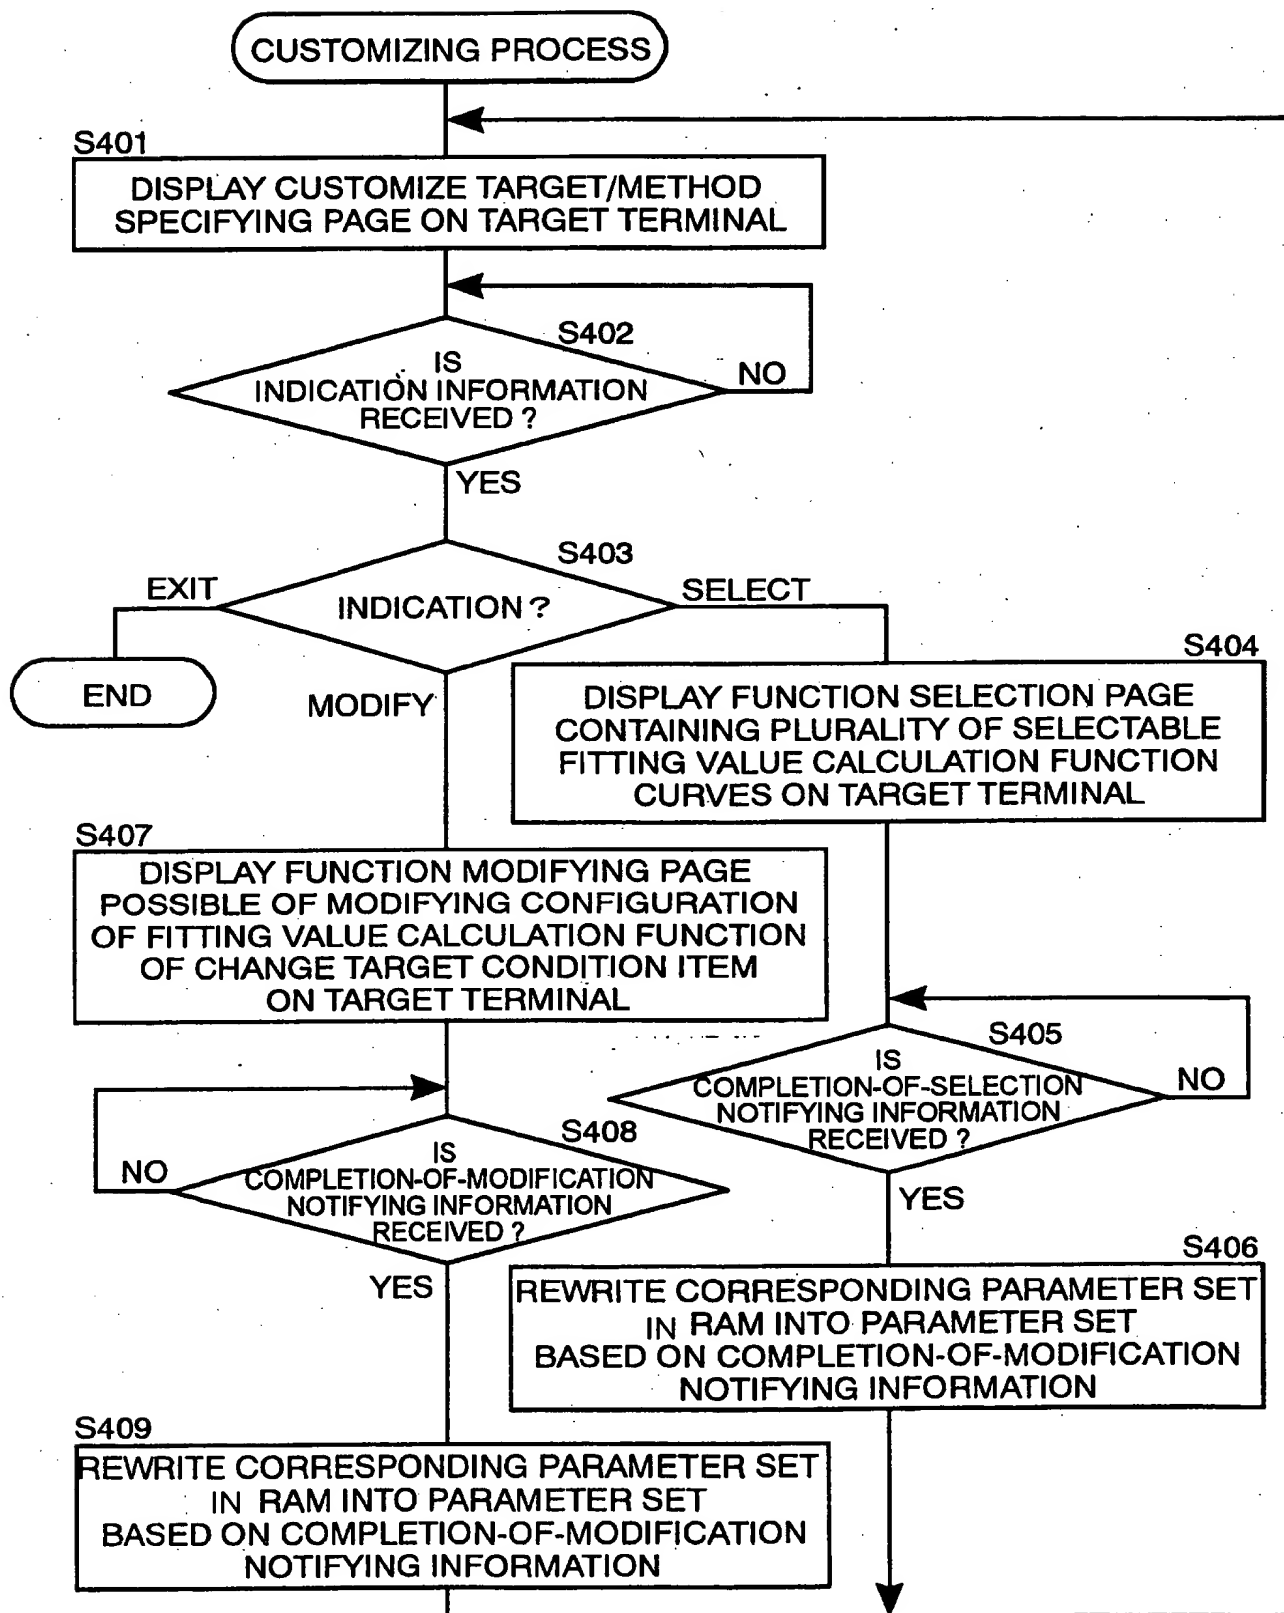 CUSTOMIZING PROCESS
S401
DISPLAY CUSTOMIZE TARGET/METHOD
SPECIFYING PAGE ON TARGET TERMINAL
S402
IS
INDICATION INFORMATION
RECEIVED ?
NO
YES
S403
EXIT
INDICATION ?
SELECT
END
MODIFY
S404
DISPLAY FUNCTION SELECTION PAGE
CONTAINING PLURALITY OF SELECTABLE
FITTING VALUE CALCULATION FUNCTION
CURVES ON TARGET TERMINAL
S407
DISPLAY FUNCTION MODIFYING PAGE
POSSIBLE OF MODIFYING CONFIGURATION
OF FITTING VALUE CALCULATION FUNCTION
OF CHANGE TARGET CONDITION ITEM
ON TARGET TERMINAL
S405
IS
COMPLETION-OF-SELECTION
NOTIFYING INFORMATION
RECEIVED ?
NO
YES
S408
IS
COMPLETION-OF-MODIFICATION
NOTIFYING INFORMATION
RECEIVED ?
NO
YES
S406
REWRITE CORRESPONDING PARAMETER SET
IN RAM INTO PARAMETER SET
BASED ON COMPLETION-OF-MODIFICATION
NOTIFYING INFORMATION
S409
REWRITE CORRESPONDING PARAMETER SET
IN RAM INTO PARAMETER SET
BASED ON COMPLETION-OF-MODIFICATION
NOTIFYING INFORMATION